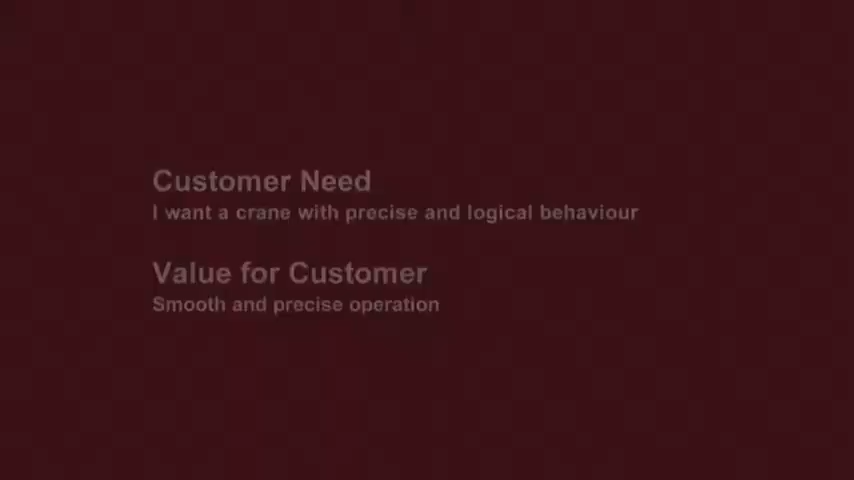 Customer Need
I want a crane with precise and logical behaviour
Value for Customer
Smooth and precise operation